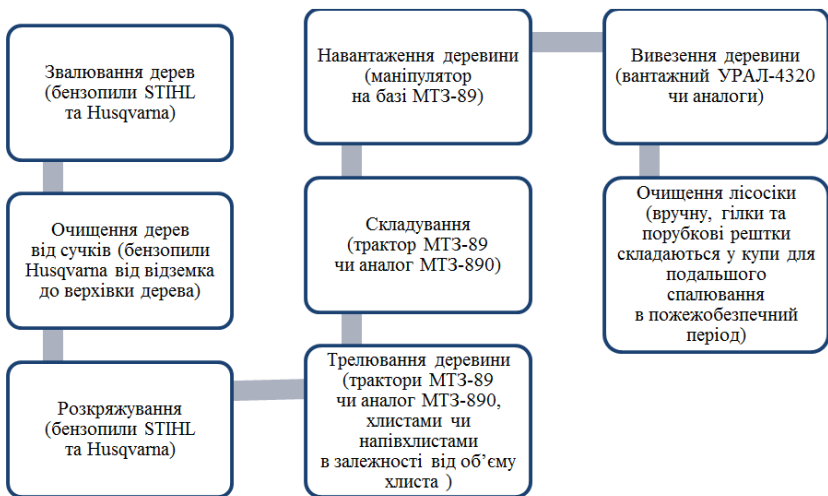 Звалювання дерев
(бензопили STIHL
та Husqvarna)
Очищення дерев
від сучків (бензопили
Husqvarna від відземка
до верхівки дерева)
Розкряжування
(бензопили STIHL
та Husqvarna)
Трелювання деревини
(трактори МТЗ-89
чи аналог МТЗ-890,
хлистами чи
напівхлистами
в залежності від об’єму
хлиста )
Складування
(трактор МТЗ-89
чи аналог МТЗ-890)
Навантаження деревини
(маніпулятор
на базі МТЗ-89)
Вивезення деревини
(вантажний УРАЛ-4320
чи аналоги)
Очищення лісосіки
(вручну, гілки та
порубкові рештки
складаються у купи для
подальшого
спалювання
в пожежобезпечний
період)